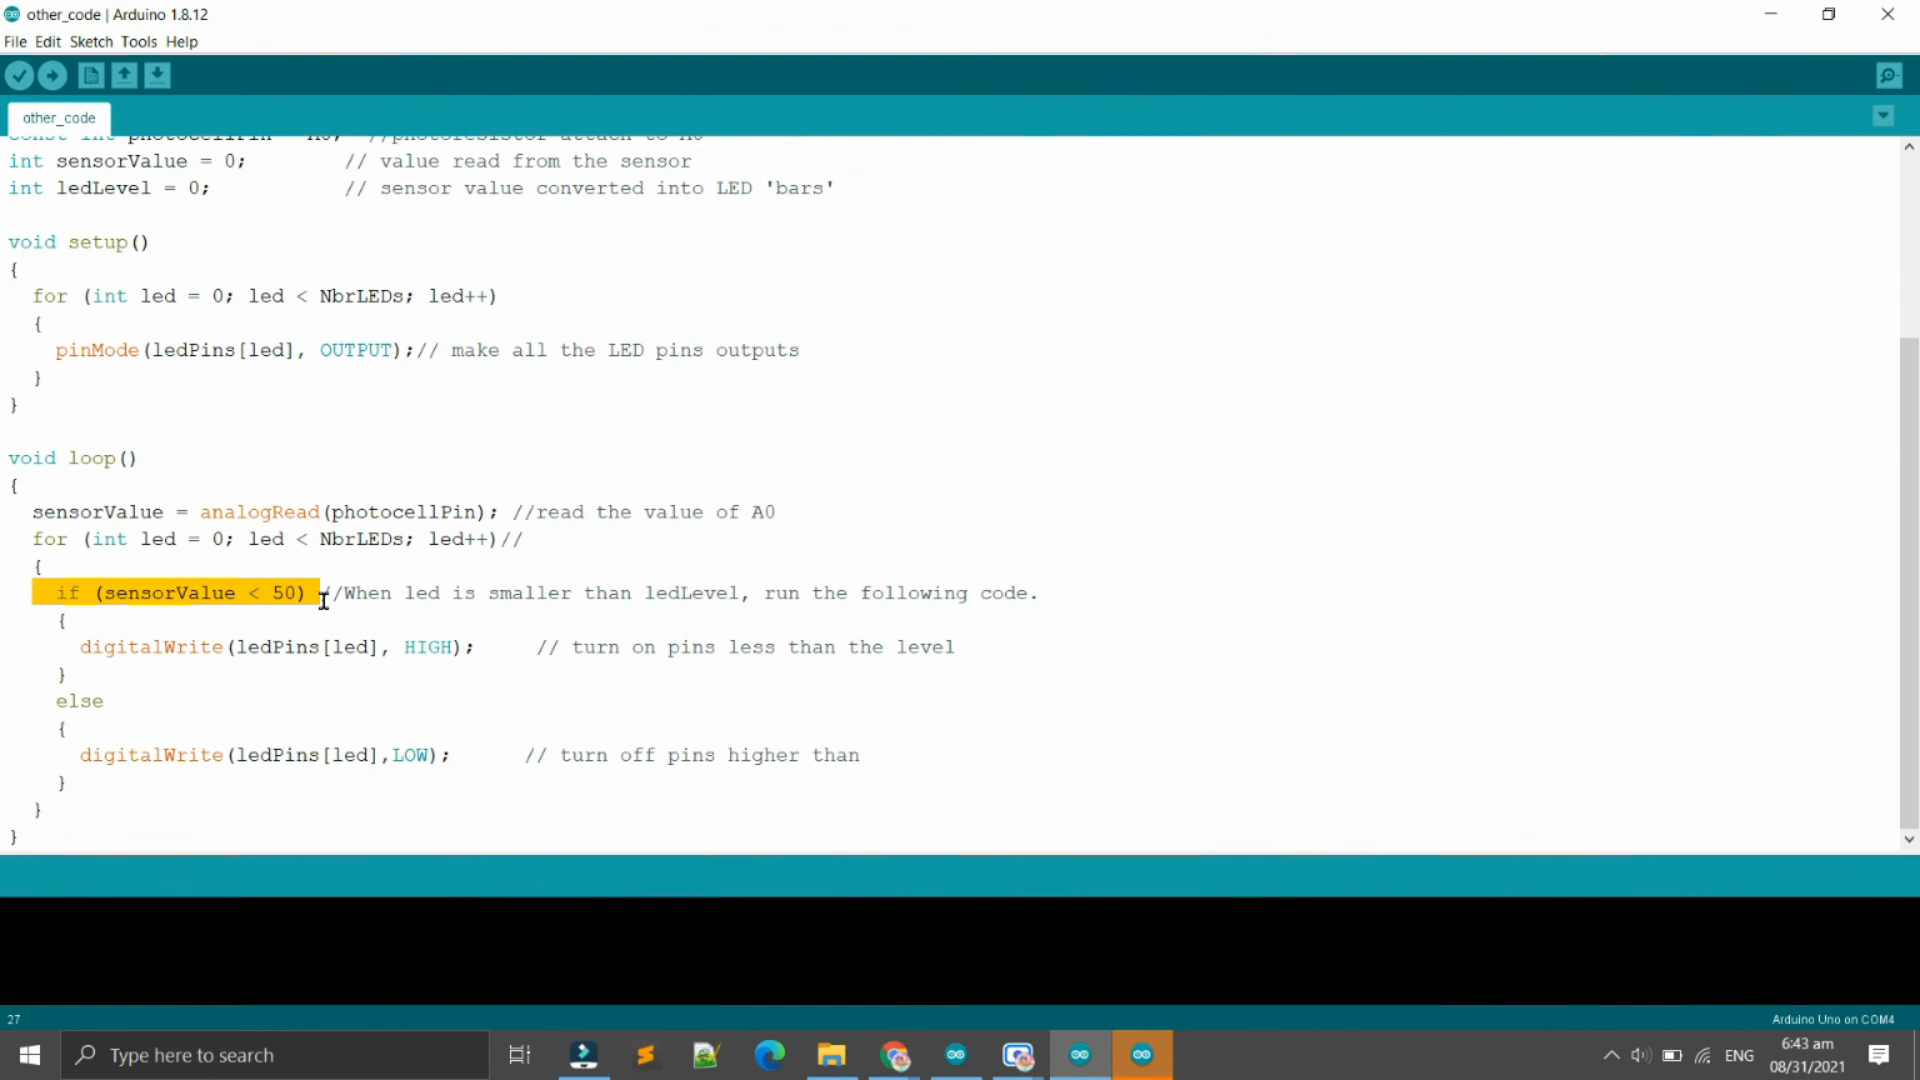 other_code | Arduino 1.8.12
File Edit Sketch Tools Help
other_code
const int photocellPin = A0; //photoresistor attach to A0
int sensorValue = 0; // value read from the sensor
int ledLevel = 0; // sensor value converted into LED 'bars'
void setup()
{
for (int led = 0; led < NbrLEDs; led++)
{
pinMode(ledPins[led], OUTPUT);// make all the LED pins outputs
}
}
void loop()
{
sensorValue = analogRead(photocellPin); //read the value of A0
for (int led = 0; led < NbrLEDs; led++)//
{
if (sensorValue < 50) //When led is smaller than ledLevel, run the following code.
{
digitalWrite(ledPins[led], HIGH); // turn on pins less than the level
}
else
{
digitalWrite(ledPins[led],LOW); // turn off pins higher than
}
}
}
27
Arduino Uno on COM4
Type here to search
ENG
6:43 am
08/31/2021